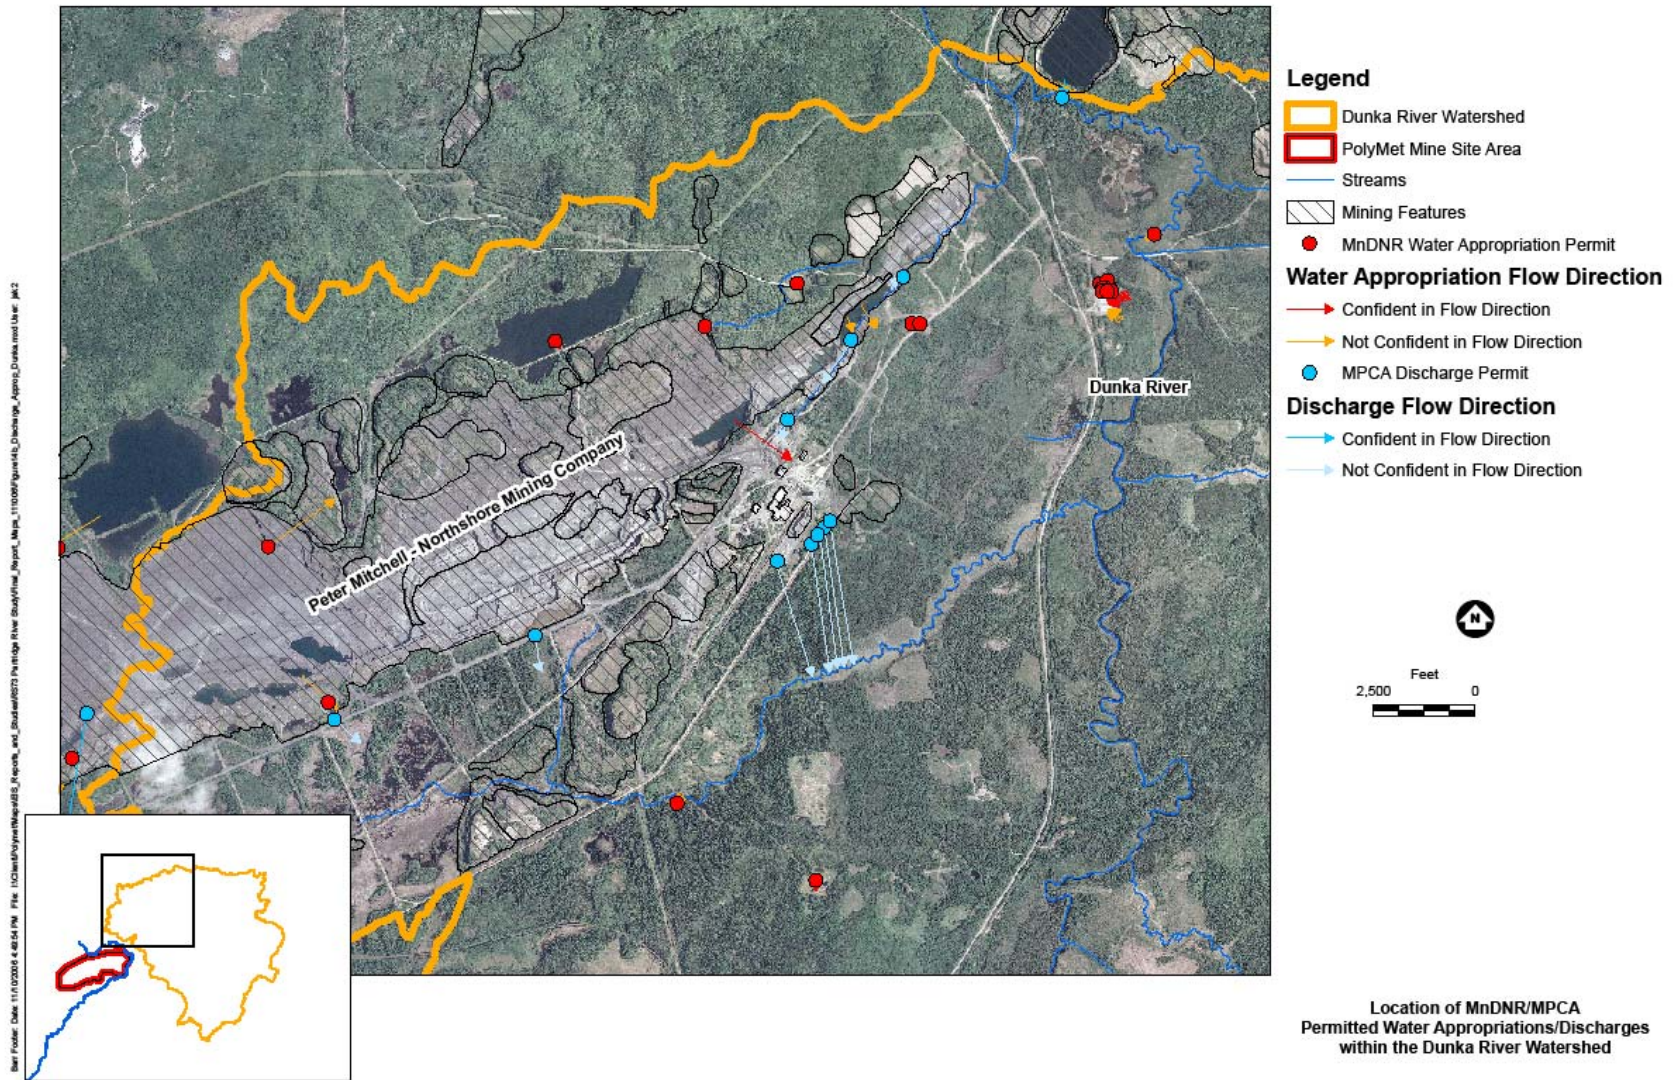 Legend
Dunka River Watershed
PolyMet Mine Site Area
Streams
Mining Features
MnDNR Water Appropriation Permit
Water Appropriation Flow Direction
Confident in Flow Direction
Not Confident in Flow Direction
MPCA Discharge Permit
Discharge Flow Direction
Confident in Flow Direction
Not Confident in Flow Direction
Dunka River
Peter Mitchell - Northshore Mining Company
N
Feet
2,500 0
Location of MnDNR/MPCA
Permitted Water Appropriations/Discharges
within the Dunka River Watershed